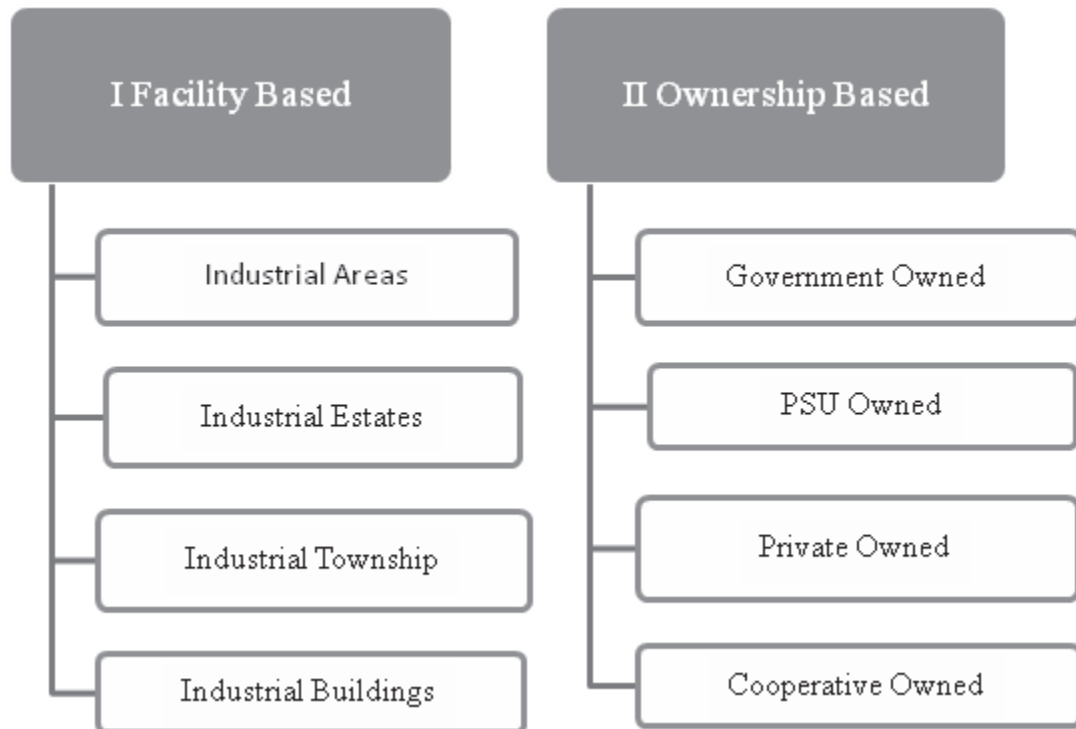 I Facility Based
Industrial Areas
Industrial Estates
Industrial Township
Industrial Buildings
II Ownership Based
Government Owned
PSU Owned
Private Owned
Cooperative Owned